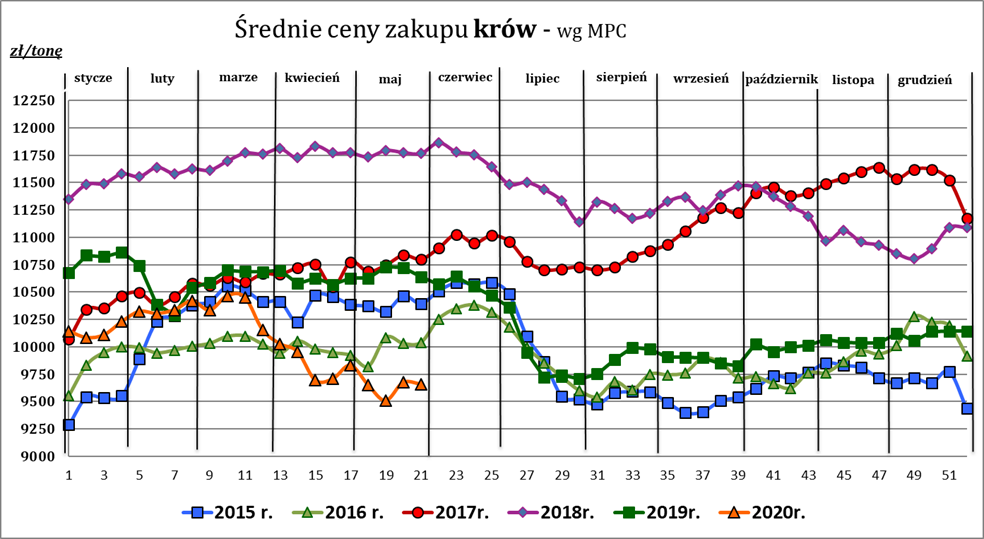 Średnie ceny zakupu krów - wg MPC
zł/tonę
stycze luty marze kwiecień maj czerwiec lipiec sierpień wrzesień październik listopa grudzień
12250
12000
11750
11500
11250
11000
10750
10500
10250
10000
9750
9500
9250
9000
1 3 5 7 9 11 13 15 17 19 21 23 25 27 29 31 33 35 37 39 41 43 45 47 49 51
2015 r. 2016 r. 2017r. 2018r. 2019r. 2020r.